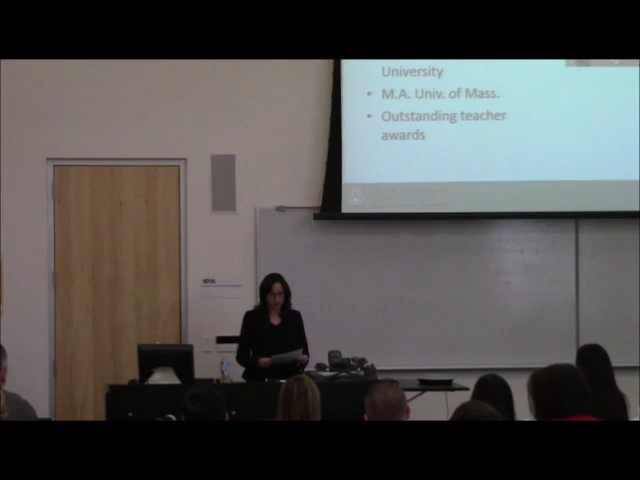 University
• M.A. Univ. of Mass.
• Outstanding teacher
awards